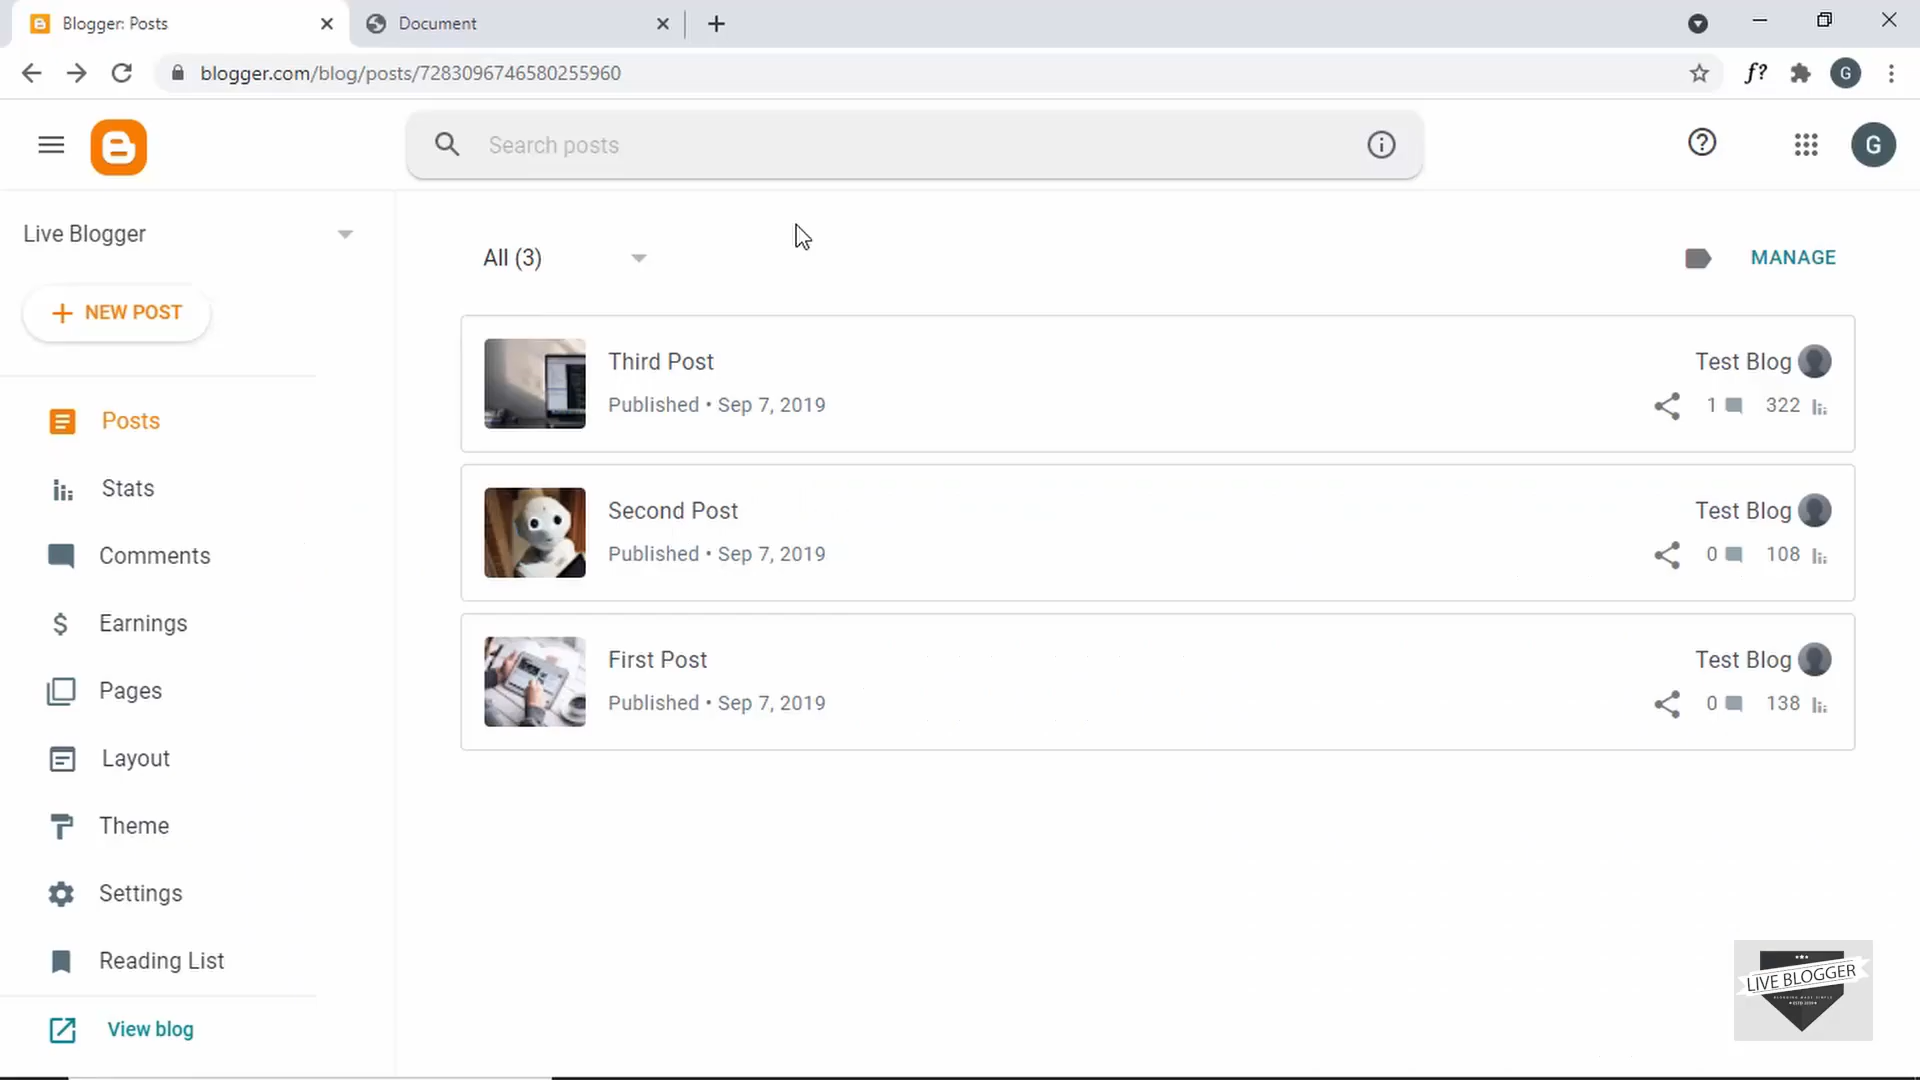 Blogger: Posts
Document
blogger.com/blog/posts/7283096746580255960
f?
G
Search posts
G
Live Blogger
All (3)
MANAGE
NEW POST
Third Post
Test Blog
Published • Sep 7, 2019
1
322
Posts
Stats
Second Post
Test Blog
Published • Sep 7, 2019
0
108
Comments
Earnings
First Post
Test Blog
Published • Sep 7, 2019
0
138
Pages
Layout
Theme
Settings
Reading List
View blog
LIVE BLOGGER